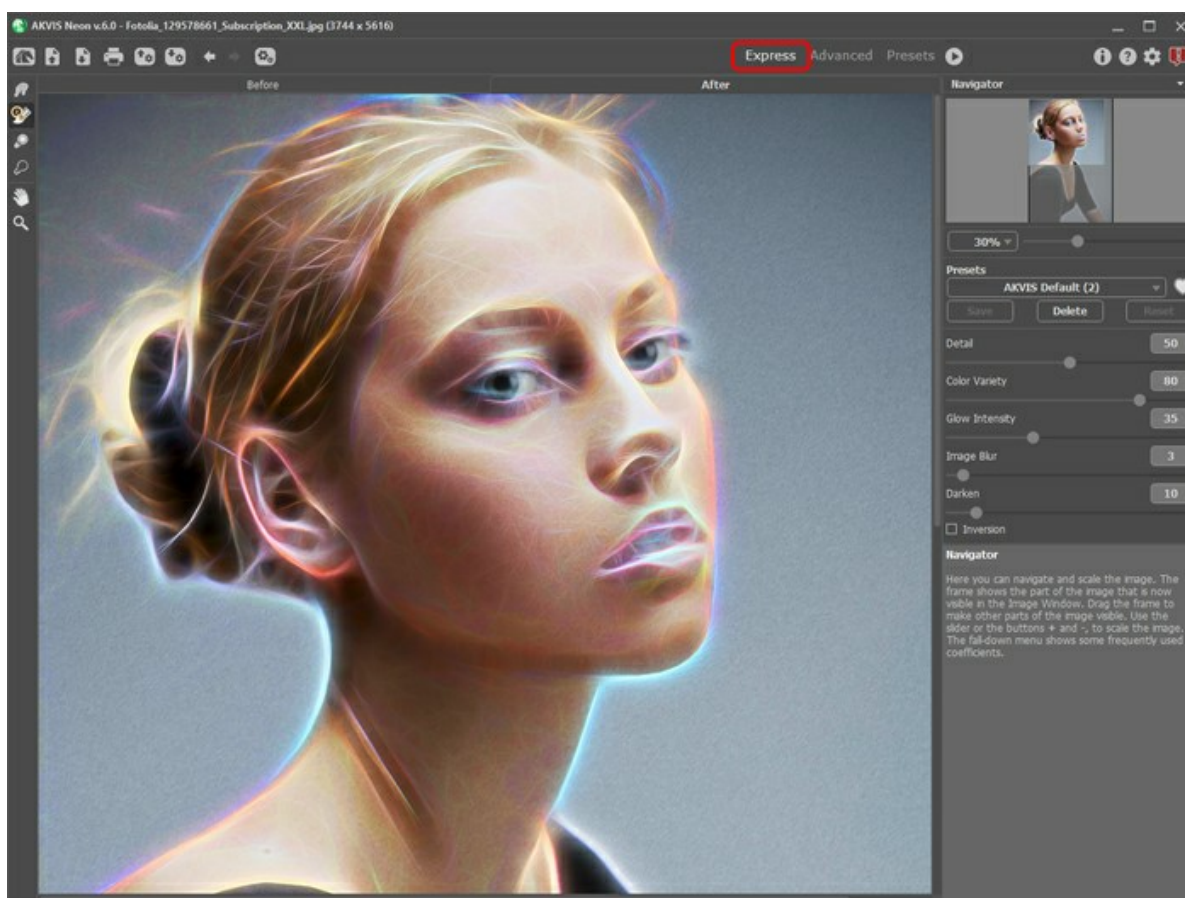 AKVIS Neon v.6.0 - Fotolia_129578661_Subscription_XXL.jpg (3744 x 5616)
Express Advanced Presets
Before After
Navigator
30%
Presets
AKVIS Default (2)
Save Delete Reset
Detail 50
Color Variety 80
Glow Intensity 35
Image Blur 3
Darken 10
Inversion
Navigator
Here you can navigate and scale the image. The
frame shows the part of the image that is now
visible in the Image Window. Drag the frame to
make other parts of the image visible. Use the
slider or the buttons + and -, to scale the image.
The fall-down menu shows some frequently used
coefficients.